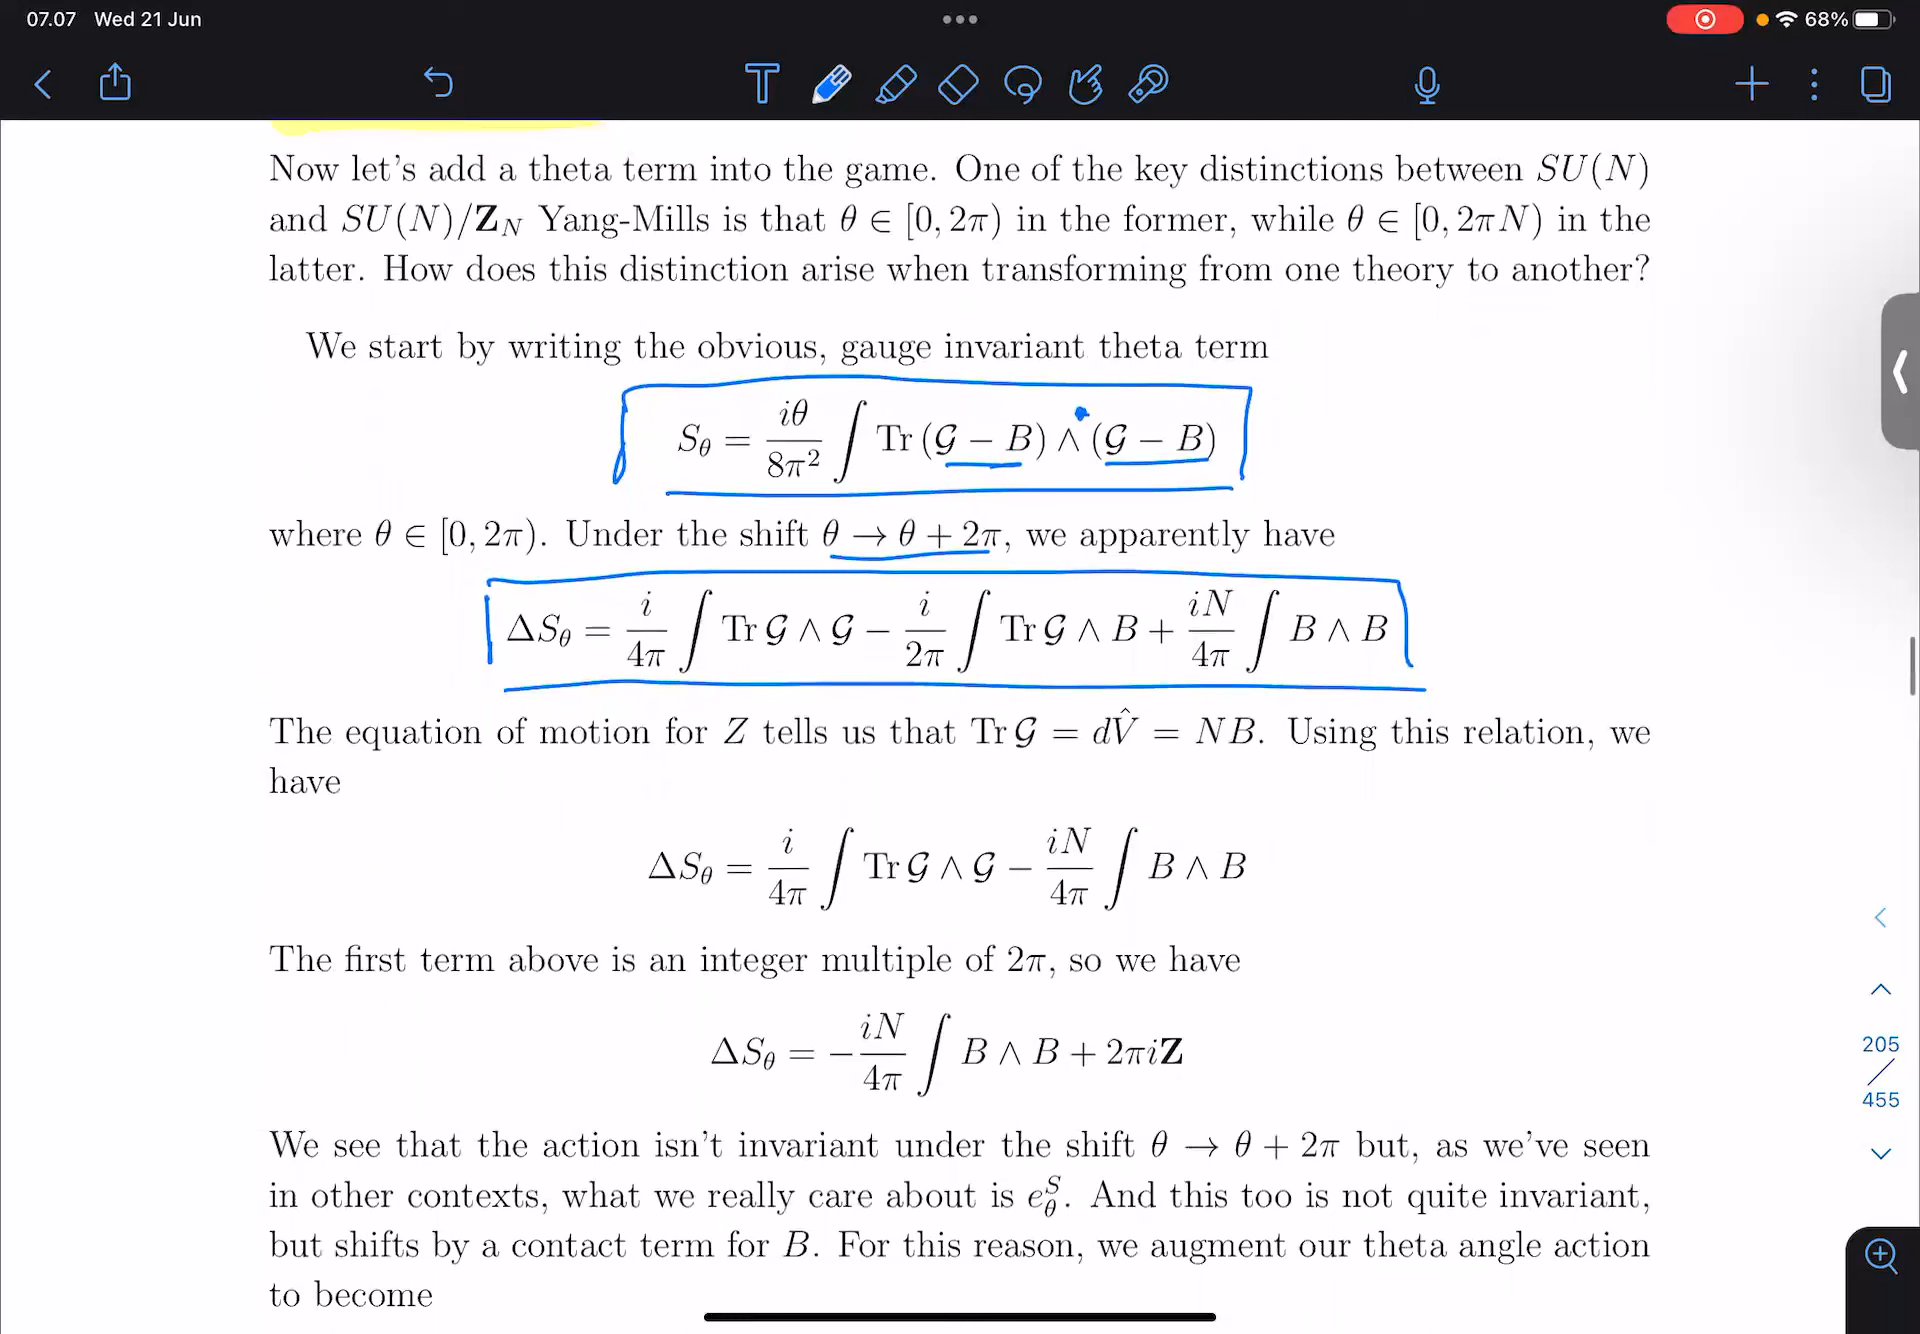 07.07 Wed 21 Jun
68%
Now let's add a theta term into the game. One of the key distinctions between SU(N)
and SU(N)/Z_N Yang-Mills is that θ ∈ [0, 2π) in the former, while θ ∈ [0, 2πN) in the
latter. How does this distinction arise when transforming from one theory to another?
We start by writing the obvious, gauge invariant theta term
S_θ = iθ/8π² ∫ Tr (𝒢 − B) ∧ (𝒢 − B)
where θ ∈ [0, 2π). Under the shift θ → θ + 2π, we apparently have
ΔS_θ = i/4π ∫ Tr 𝒢 ∧ 𝒢 − i/2π ∫ Tr 𝒢 ∧ B + iN/4π ∫ B ∧ B
The equation of motion for Z tells us that Tr 𝒢 = dV̂ = NB. Using this relation, we
have
ΔS_θ = i/4π ∫ Tr 𝒢 ∧ 𝒢 − iN/4π ∫ B ∧ B
The first term above is an integer multiple of 2π, so we have
ΔS_θ = − iN/4π ∫ B ∧ B + 2πiZ
We see that the action isn't invariant under the shift θ → θ + 2π but, as we've seen
in other contexts, what we really care about is e^S_θ. And this too is not quite invariant,
but shifts by a contact term for B. For this reason, we augment our theta angle action
to become
205
/
455